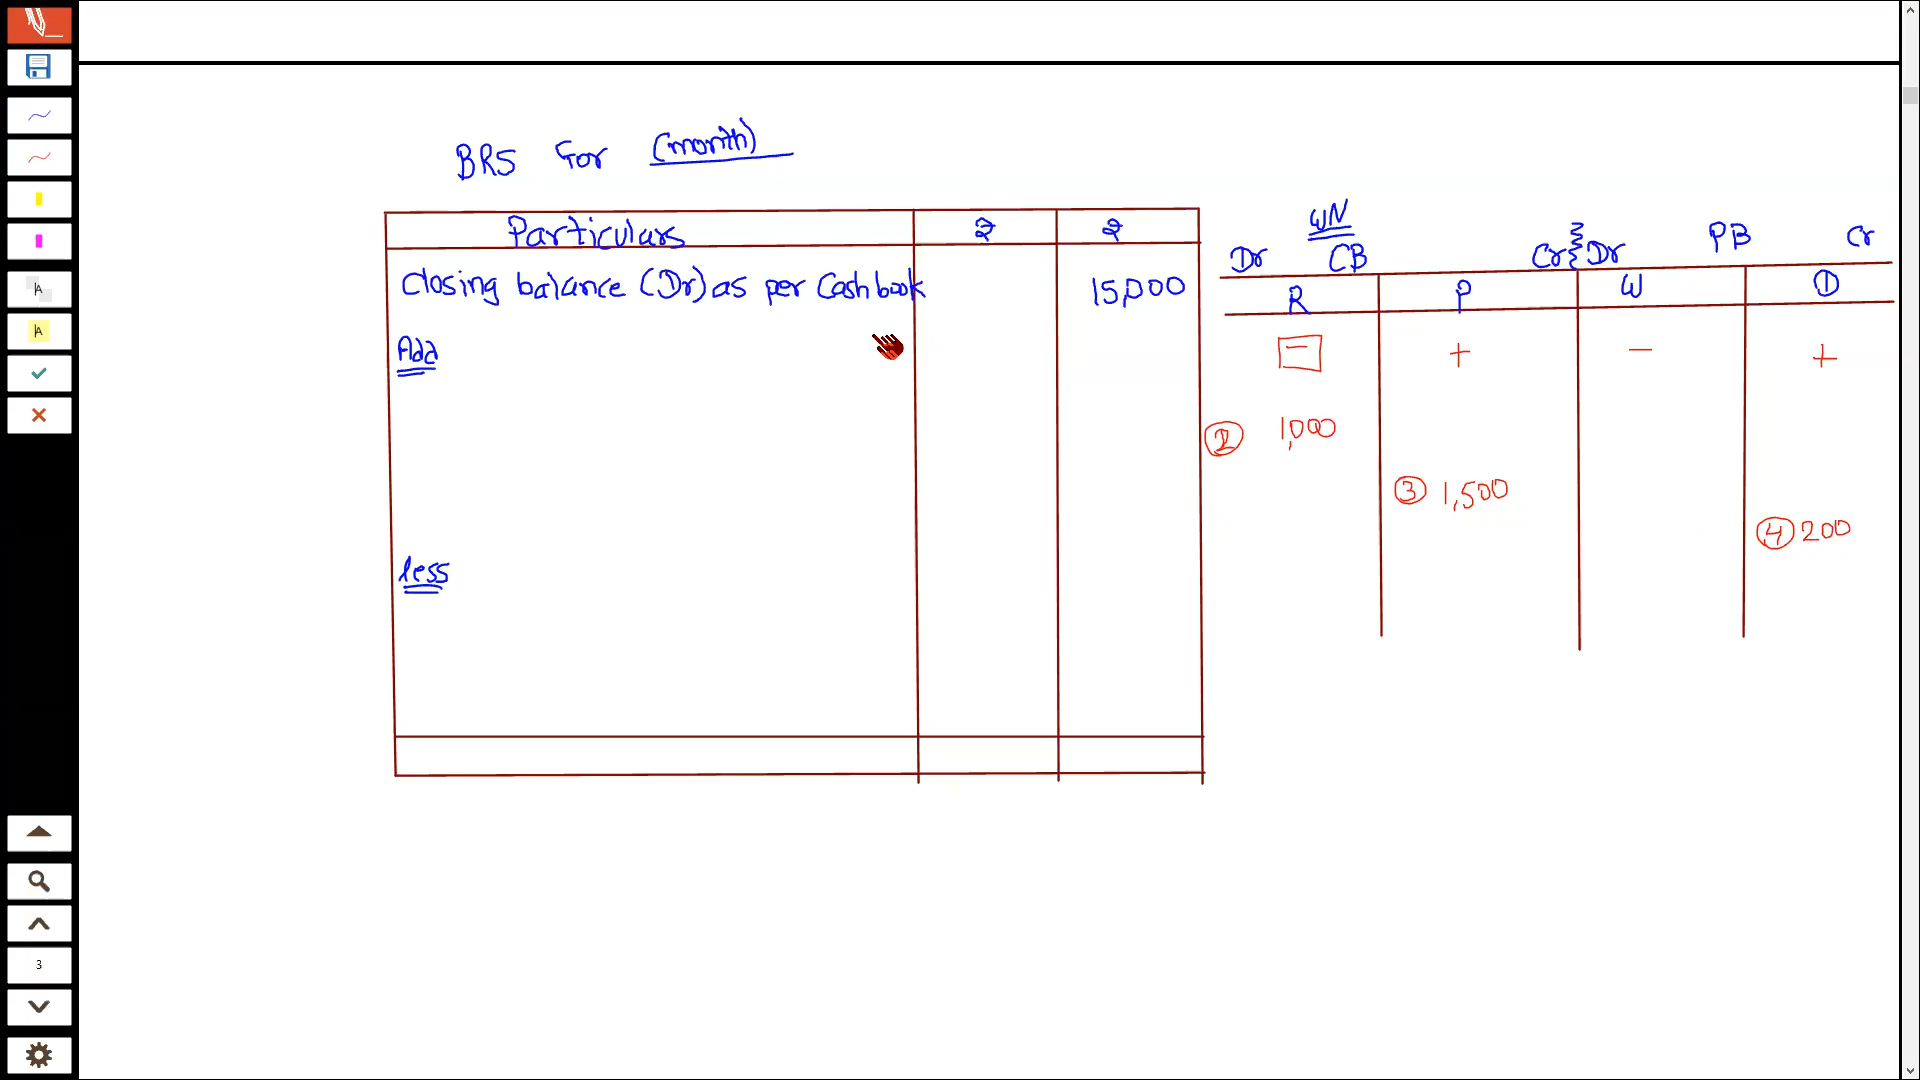 BRS for (month)
Particulars ₹ ₹
Closing balance (Dr) as per Cash book 15,000
Add
less
WN
Dr CB Cr Dr PB Cr
R P W D
- + - +
② 1,000
③ 1,500
④ 200
A
A
3